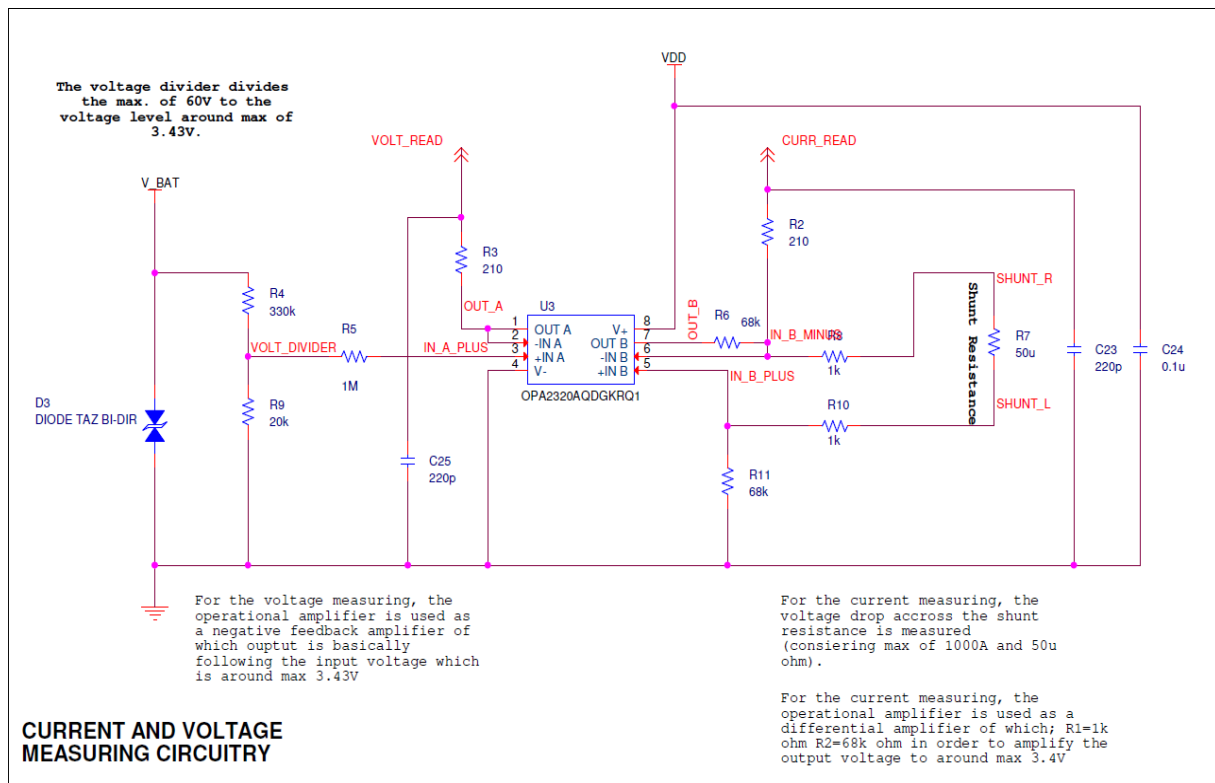 The voltage divider divides
the max. of 60V to the
voltage level around max of
3.43V.
VDD
VOLT_READ
CURR_READ
V_BAT
R3
210
R2
210
R4
330k
OUT_A
U3
OUT_B
R6
68k
SHUNT_R
VOLT_DIVIDER
R5
1M
IN_A_PLUS
1
2
3
4
OUT A
-IN A
+IN A
V-
V+
OUT B
-IN B
+IN B
8
7
6
5
OPA2320AQDGKRQ1
IN_B_MINUS
R8
1k
IN_B_PLUS
Shunt Resistance
R7
50u
C23
220p
C24
0.1u
D3
DIODE TAZ BI-DIR
R9
20k
R10
1k
SHUNT_L
C25
220p
R11
68k
For the voltage measuring, the
operational amplifier is used as
a negative feedback amplifier of
which ouptut is basically
following the input voltage which
is around max 3.43V
For the current measuring, the
voltage drop accross the shunt
resistance is measured
(consiering max of 1000A and 50u
ohm).
For the current measuring, the
operational amplifier is used as a
differential amplifier of which; R1=1k
ohm R2=68k ohm in order to amplify the
output voltage to around max 3.4V
CURRENT AND VOLTAGE
MEASURING CIRCUITRY